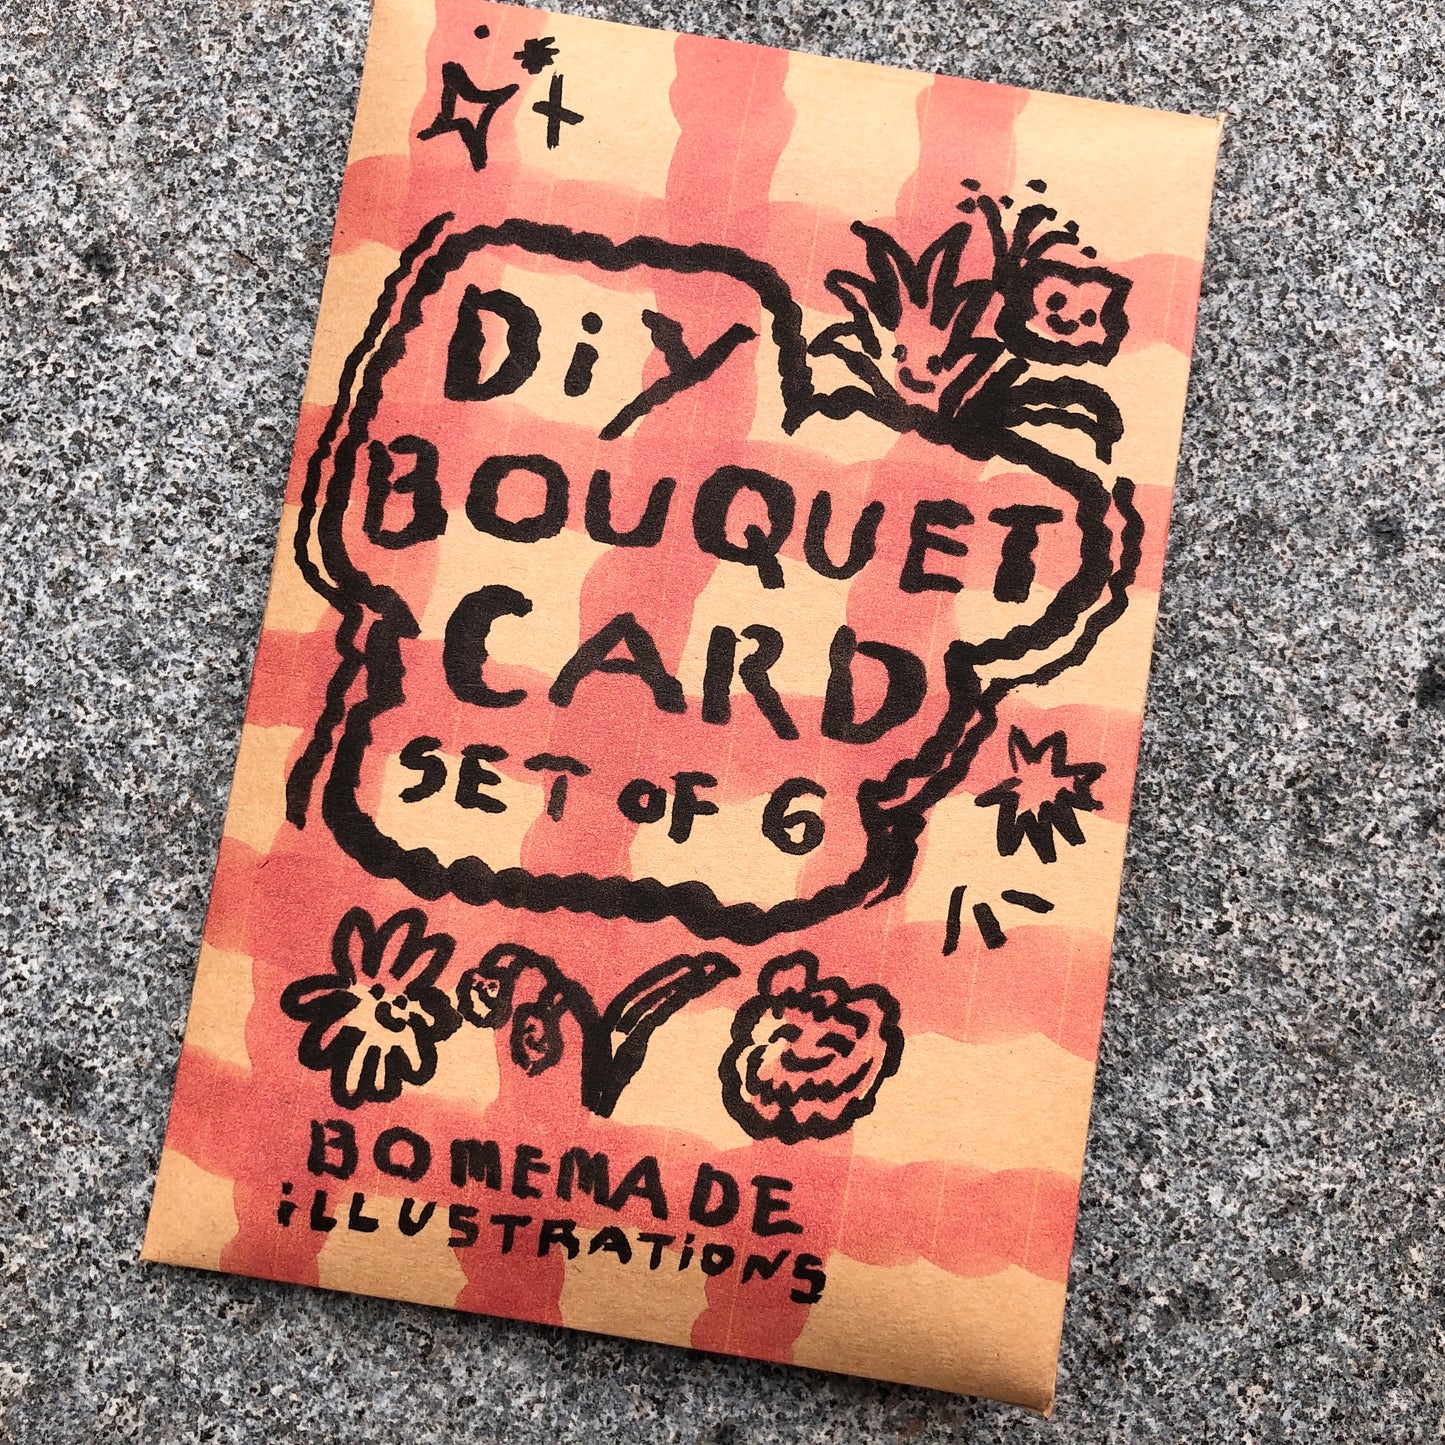 DiY
BOUQUET
CARD
SET OF 6
BOMEMADE
iLLUSTRATiONS